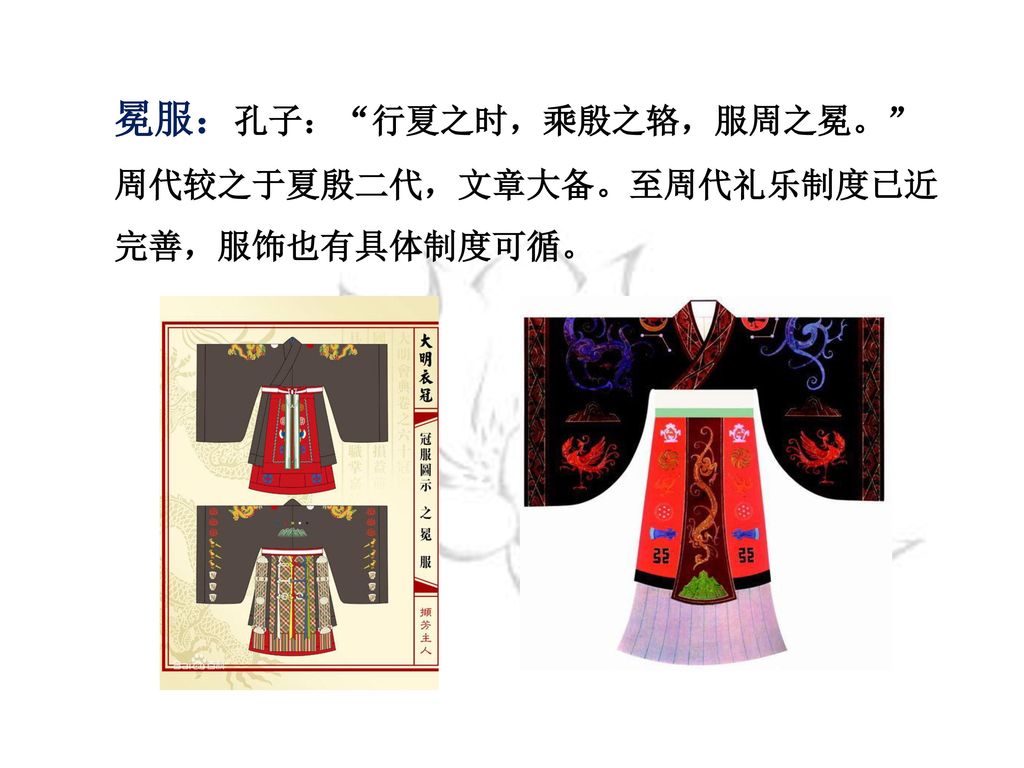 冕服：孔子：“行夏之时，乘殷之辂，服周之冕。”
周代较之于夏殷二代，文章大备。至周代礼乐制度已近
完善，服饰也有具体制度可循。
大明衣冠
冠服圖示 之 冕 服
擷芳主人